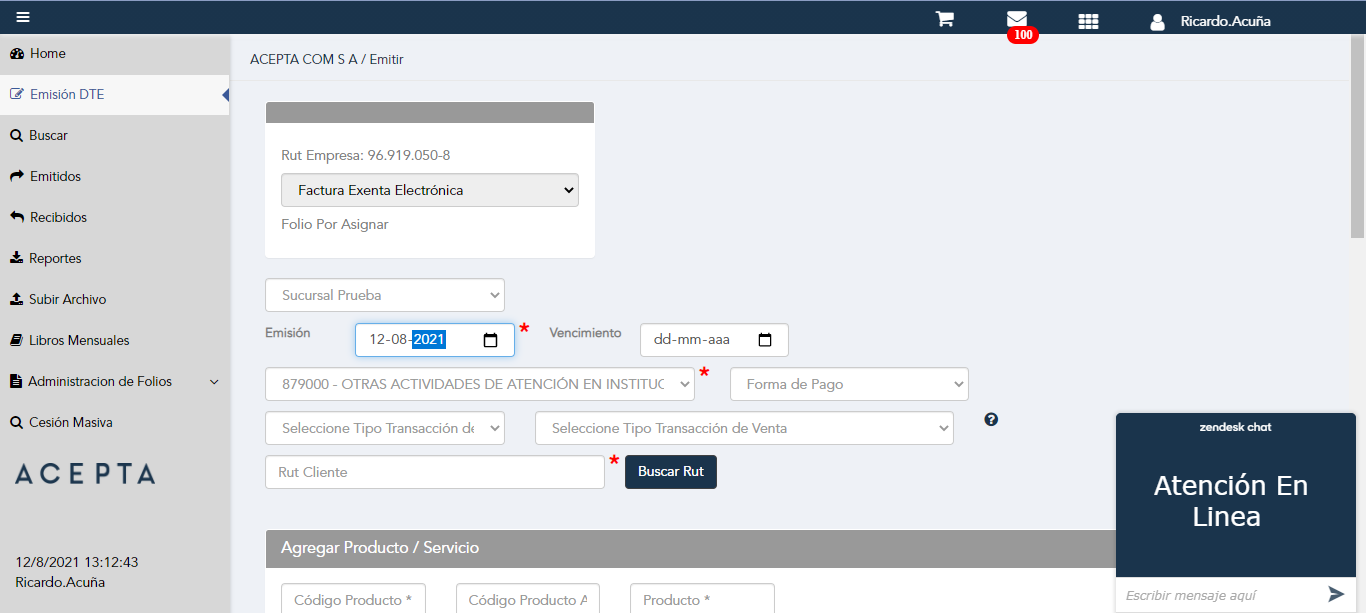 100
Ricardo.Acuña
Home
Emisión DTE
Buscar
Emitidos
Recibidos
Reportes
Subir Archivo
Libros Mensuales
Administracion de Folios
Cesión Masiva
ACEPTA
12/8/2021 13:12:43
Ricardo.Acuña
ACEPTA COM S A / Emitir
Rut Empresa: 96.919.050-8
Factura Exenta Electrónica
Folio Por Asignar
Sucursal Prueba
Emisión 12-08-2021 * Vencimiento dd-mm-aaa
879000 - OTRAS ACTIVIDADES DE ATENCIÓN EN INSTITUC * Forma de Pago
Seleccione Tipo Transacción de Seleccione Tipo Transacción de Venta ?
Rut Cliente * Buscar Rut
Agregar Producto / Servicio
Código Producto * Código Producto A Producto *
zendesk chat
Atención En
Linea
Escribir mensaje aquí